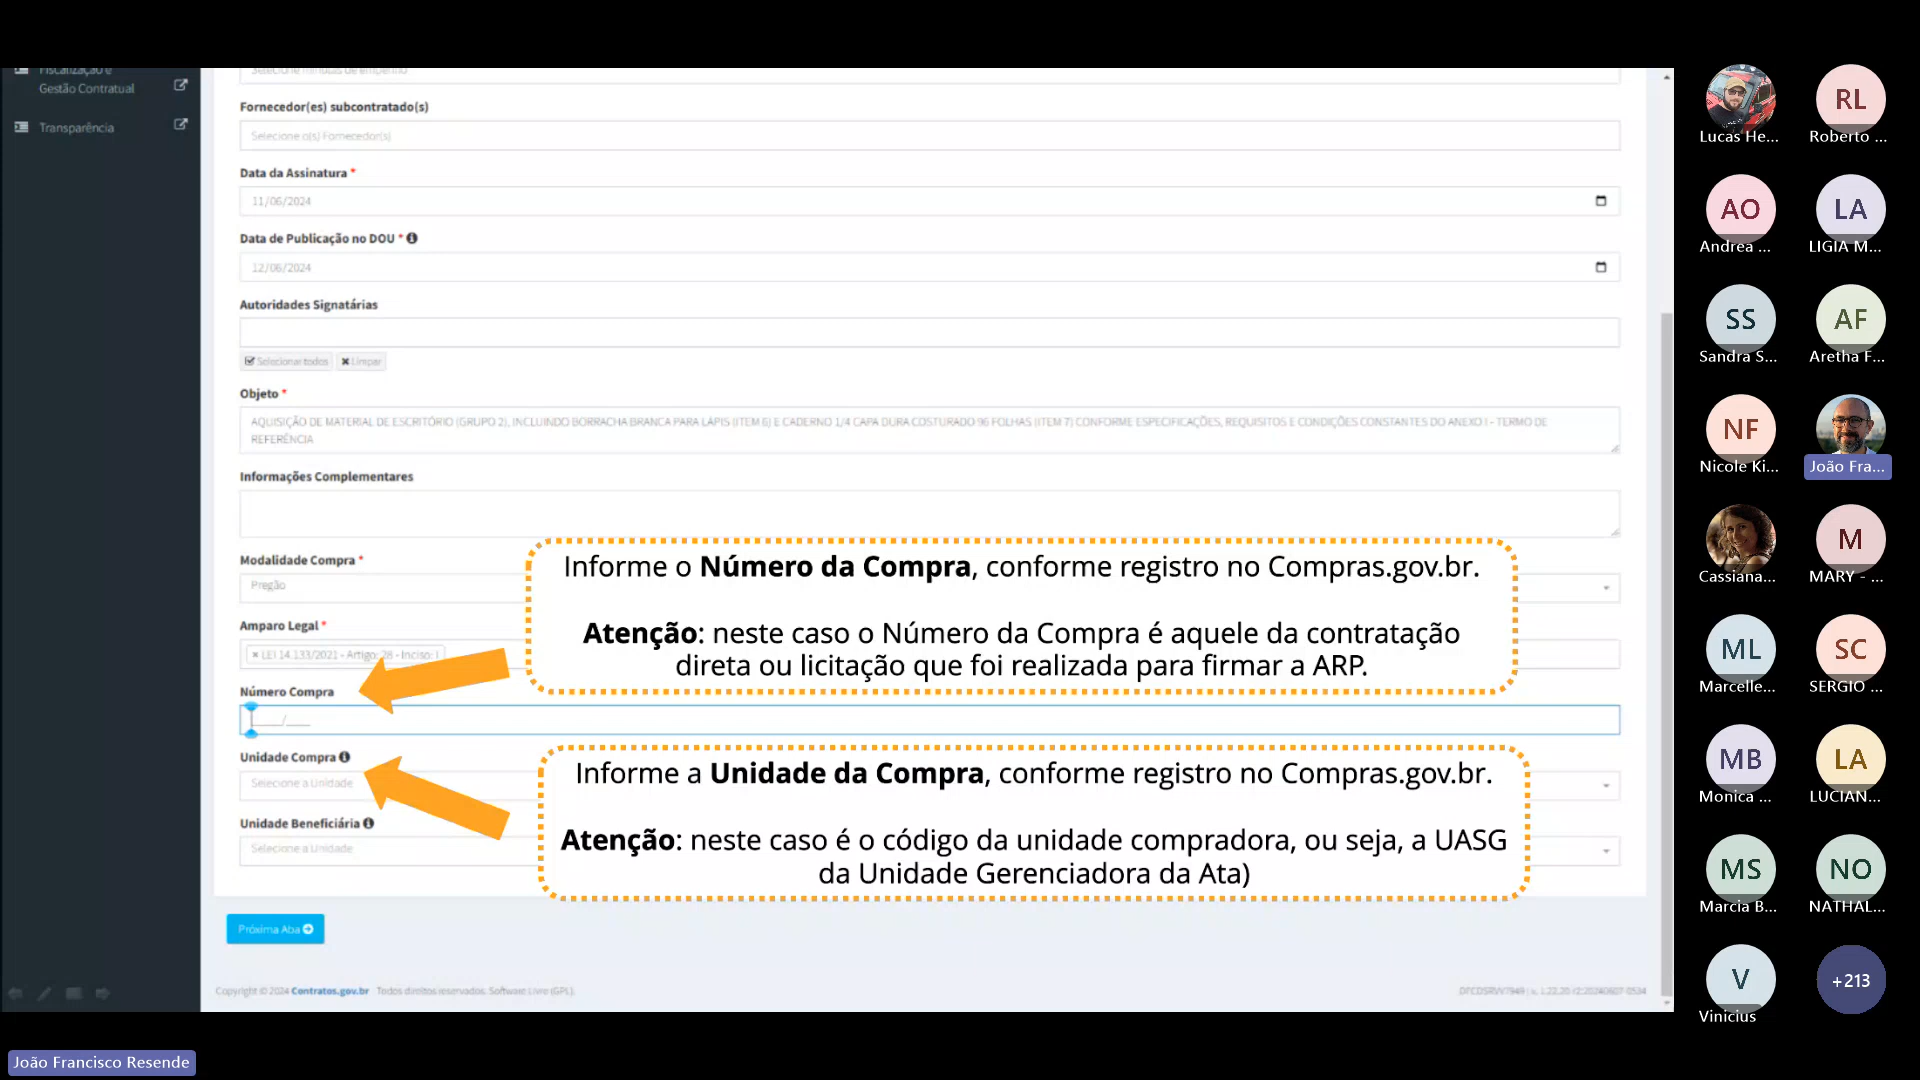 Fiscalização e
Gestão Contratual
Transparência
Selecione minutas de empenho
Fornecedor(es) subcontratado(s)
Selecione o(s) Fornecedor(s)
Data da Assinatura *
11/06/2024
Data de Publicação no DOU *
12/06/2024
Autoridades Signatárias
Selecionar todos
Limpar
Objeto *
AQUISIÇÃO DE MATERIAL DE ESCRITÓRIO (GRUPO 2), INCLUINDO BORRACHA BRANCA PARA LÁPIS (ITEM 6) E CADERNO 1/4 CAPA DURA COSTURADO 96 FOLHAS (ITEM 7) CONFORME ESPECIFICAÇÕES, REQUISITOS E CONDIÇÕES CONSTANTES DO ANEXO I - TERMO DE
REFERÊNCIA
Informações Complementares
Modalidade Compra *
Pregão
Informe o Número da Compra, conforme registro no Compras.gov.br.
Atenção: neste caso o Número da Compra é aquele da contratação
direta ou licitação que foi realizada para firmar a ARP.
Amparo Legal *
× LEI 14.133/2021 - Artigo: 28 - Inciso: I
Número Compra
_____/____
Unidade Compra
Selecione a Unidade
Informe a Unidade da Compra, conforme registro no Compras.gov.br.
Atenção: neste caso é o código da unidade compradora, ou seja, a UASG
da Unidade Gerenciadora da Ata)
Unidade Beneficiária
Selecione a Unidade
Próxima Aba
Copyright © 2024 Contratos.gov.br Todos direitos reservados. Software Livre (GPL).
João Francisco Resende
Lucas He...
RL
Roberto ...
AO
Andrea ...
LA
LIGIA M...
SS
Sandra S...
AF
Aretha F...
NF
Nicole Ki...
João Fra...
Cassiana...
M
MARY - ...
ML
Marcelle...
SC
SERGIO ...
MB
Monica ...
LA
LUCIAN...
MS
Marcia B...
NO
NATHAL...
V
Vinicius
+213